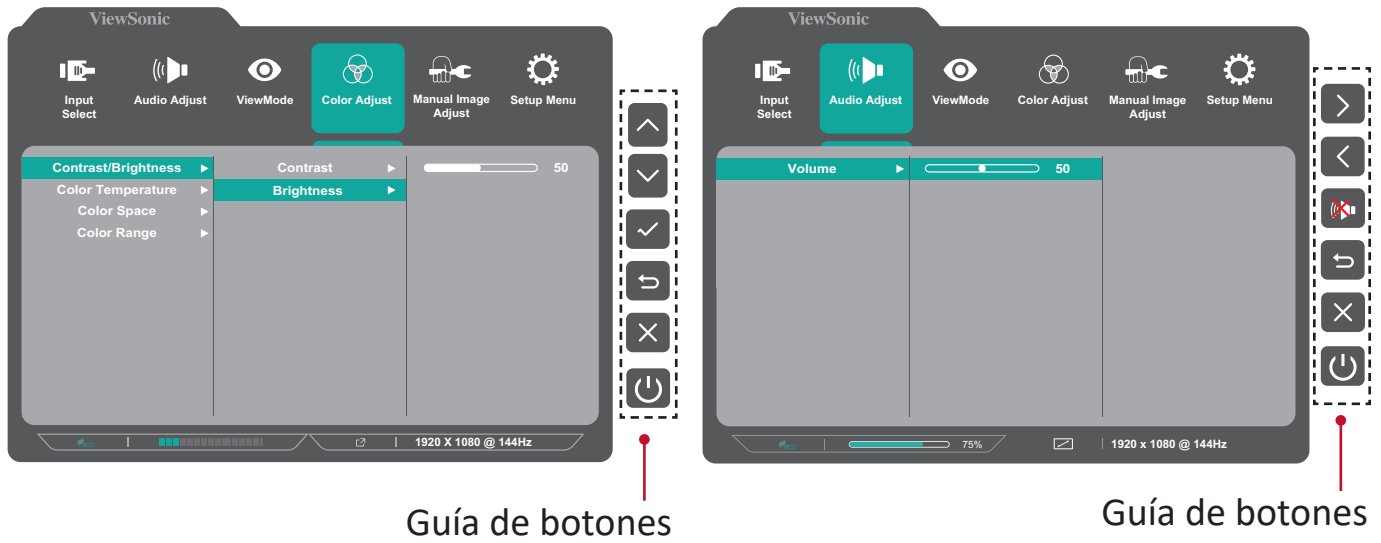 ViewSonic
Input
Select
Audio Adjust
ViewMode
Color Adjust
Manual Image
Adjust
Setup Menu
Contrast/Brightness
Contrast
50
Color Temperature
Brightness
Color Space
Color Range
eco
1920 X 1080 @ 144Hz
Guía de botones
ViewSonic
Input
Select
Audio Adjust
ViewMode
Color Adjust
Manual Image
Adjust
Setup Menu
Volume
50
eco
75%
1920 x 1080 @ 144Hz
Guía de botones